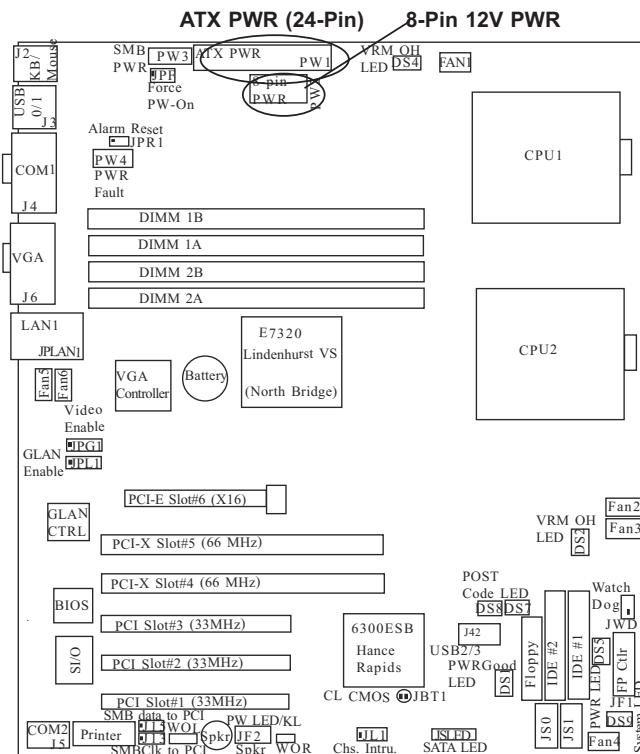 ATX PWR (24-Pin)
8-Pin 12V PWR
J2
KB/
Mouse
SMB
PWR
PW3
ATX PWR
PW1
JPF
Force
PW-On
8-pin
PWR
VRM OH
LED
DS4
FAN1
USB
0/1
J3
Alarm Reset
JPR1
PW4
PWR
Fault
COM1
J4
CPU1
DIMM 1B
DIMM 1A
DIMM 2B
DIMM 2A
VGA
J6
LAN1
JPLAN1
E7320
Lindenhurst VS
(North Bridge)
CPU2
Fan5
Fan6
VGA
Controller
Battery
Video
Enable
JPG1
GLAN
Enable
JPL1
PCI-E Slot#6 (X16)
GLAN
CTRL
PCI-X Slot#5 (66 MHz)
VRM OH
LED
DS2
Fan2
Fan3
PCI-X Slot#4 (66 MHz)
BIOS
PCI Slot#3 (33MHz)
6300ESB
Hance
Rapids
POST
Code LED
DS8
DS7
J42
USB2/3
PWRGood
LED
DS1
Floppy
IDE #2
IDE #1
Watch
Dog
JWD
DS5
PWR LED
FP Ctlr
JF1
SI/O
PCI Slot#2 (33MHz)
PCI Slot#1 (33MHz)
CL CMOS
JBT1
COM2
J5
Printer
SMB data to PCI
SMBClk to PCI
WOL
Spkr
PW LED/KL
JF2
Spkr
WOR
JL1
Chs. Intru.
JSLED
SATA LED
JS0
JS1
DS9
Fan4